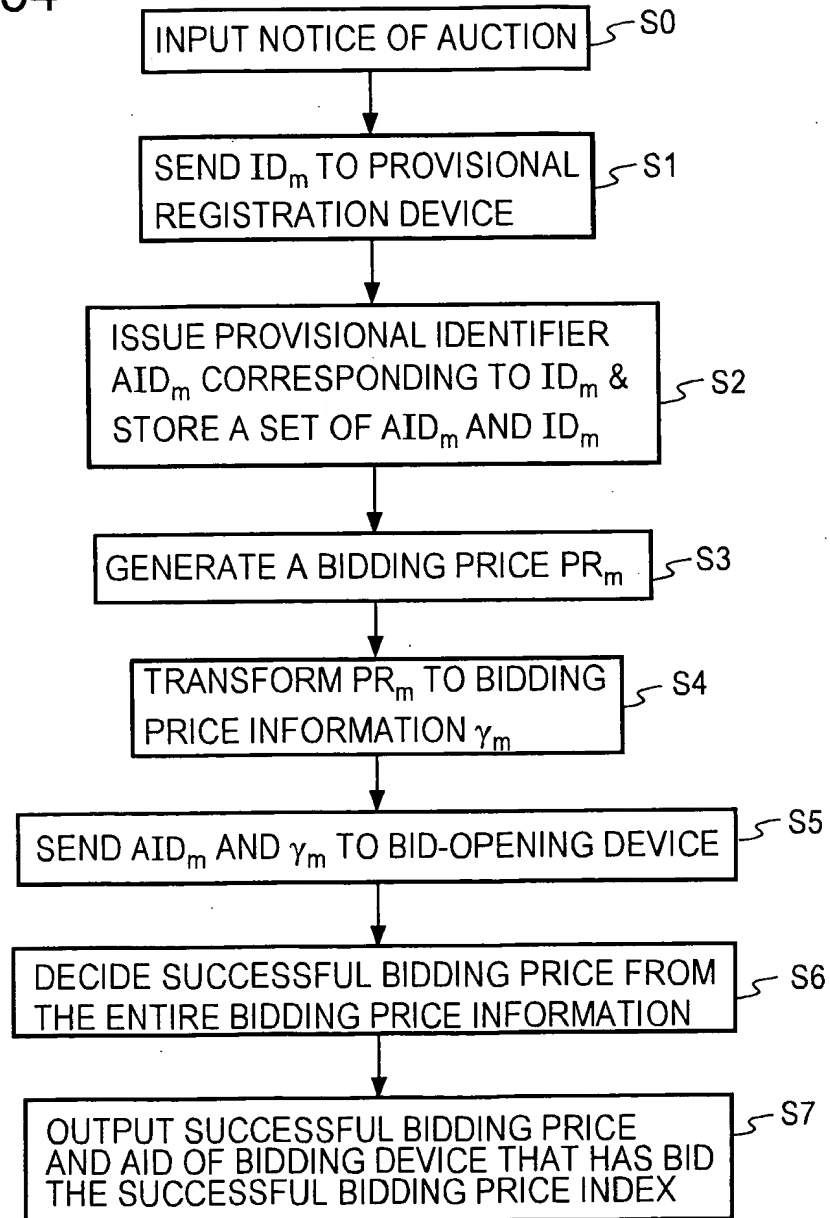 INPUT NOTICE OF AUCTION
S0
SEND IDm TO PROVISIONAL
REGISTRATION DEVICE
S1
ISSUE PROVISIONAL IDENTIFIER
AIDm CORRESPONDING TO IDm &
STORE A SET OF AIDm AND IDm
S2
GENERATE A BIDDING PRICE PRm
S3
TRANSFORM PRm TO BIDDING
PRICE INFORMATION γm
S4
SEND AIDm AND γm TO BID-OPENING DEVICE
S5
DECIDE SUCCESSFUL BIDDING PRICE FROM
THE ENTIRE BIDDING PRICE INFORMATION
S6
OUTPUT SUCCESSFUL BIDDING PRICE
AND AID OF BIDDING DEVICE THAT HAS BID
THE SUCCESSFUL BIDDING PRICE INDEX
S7